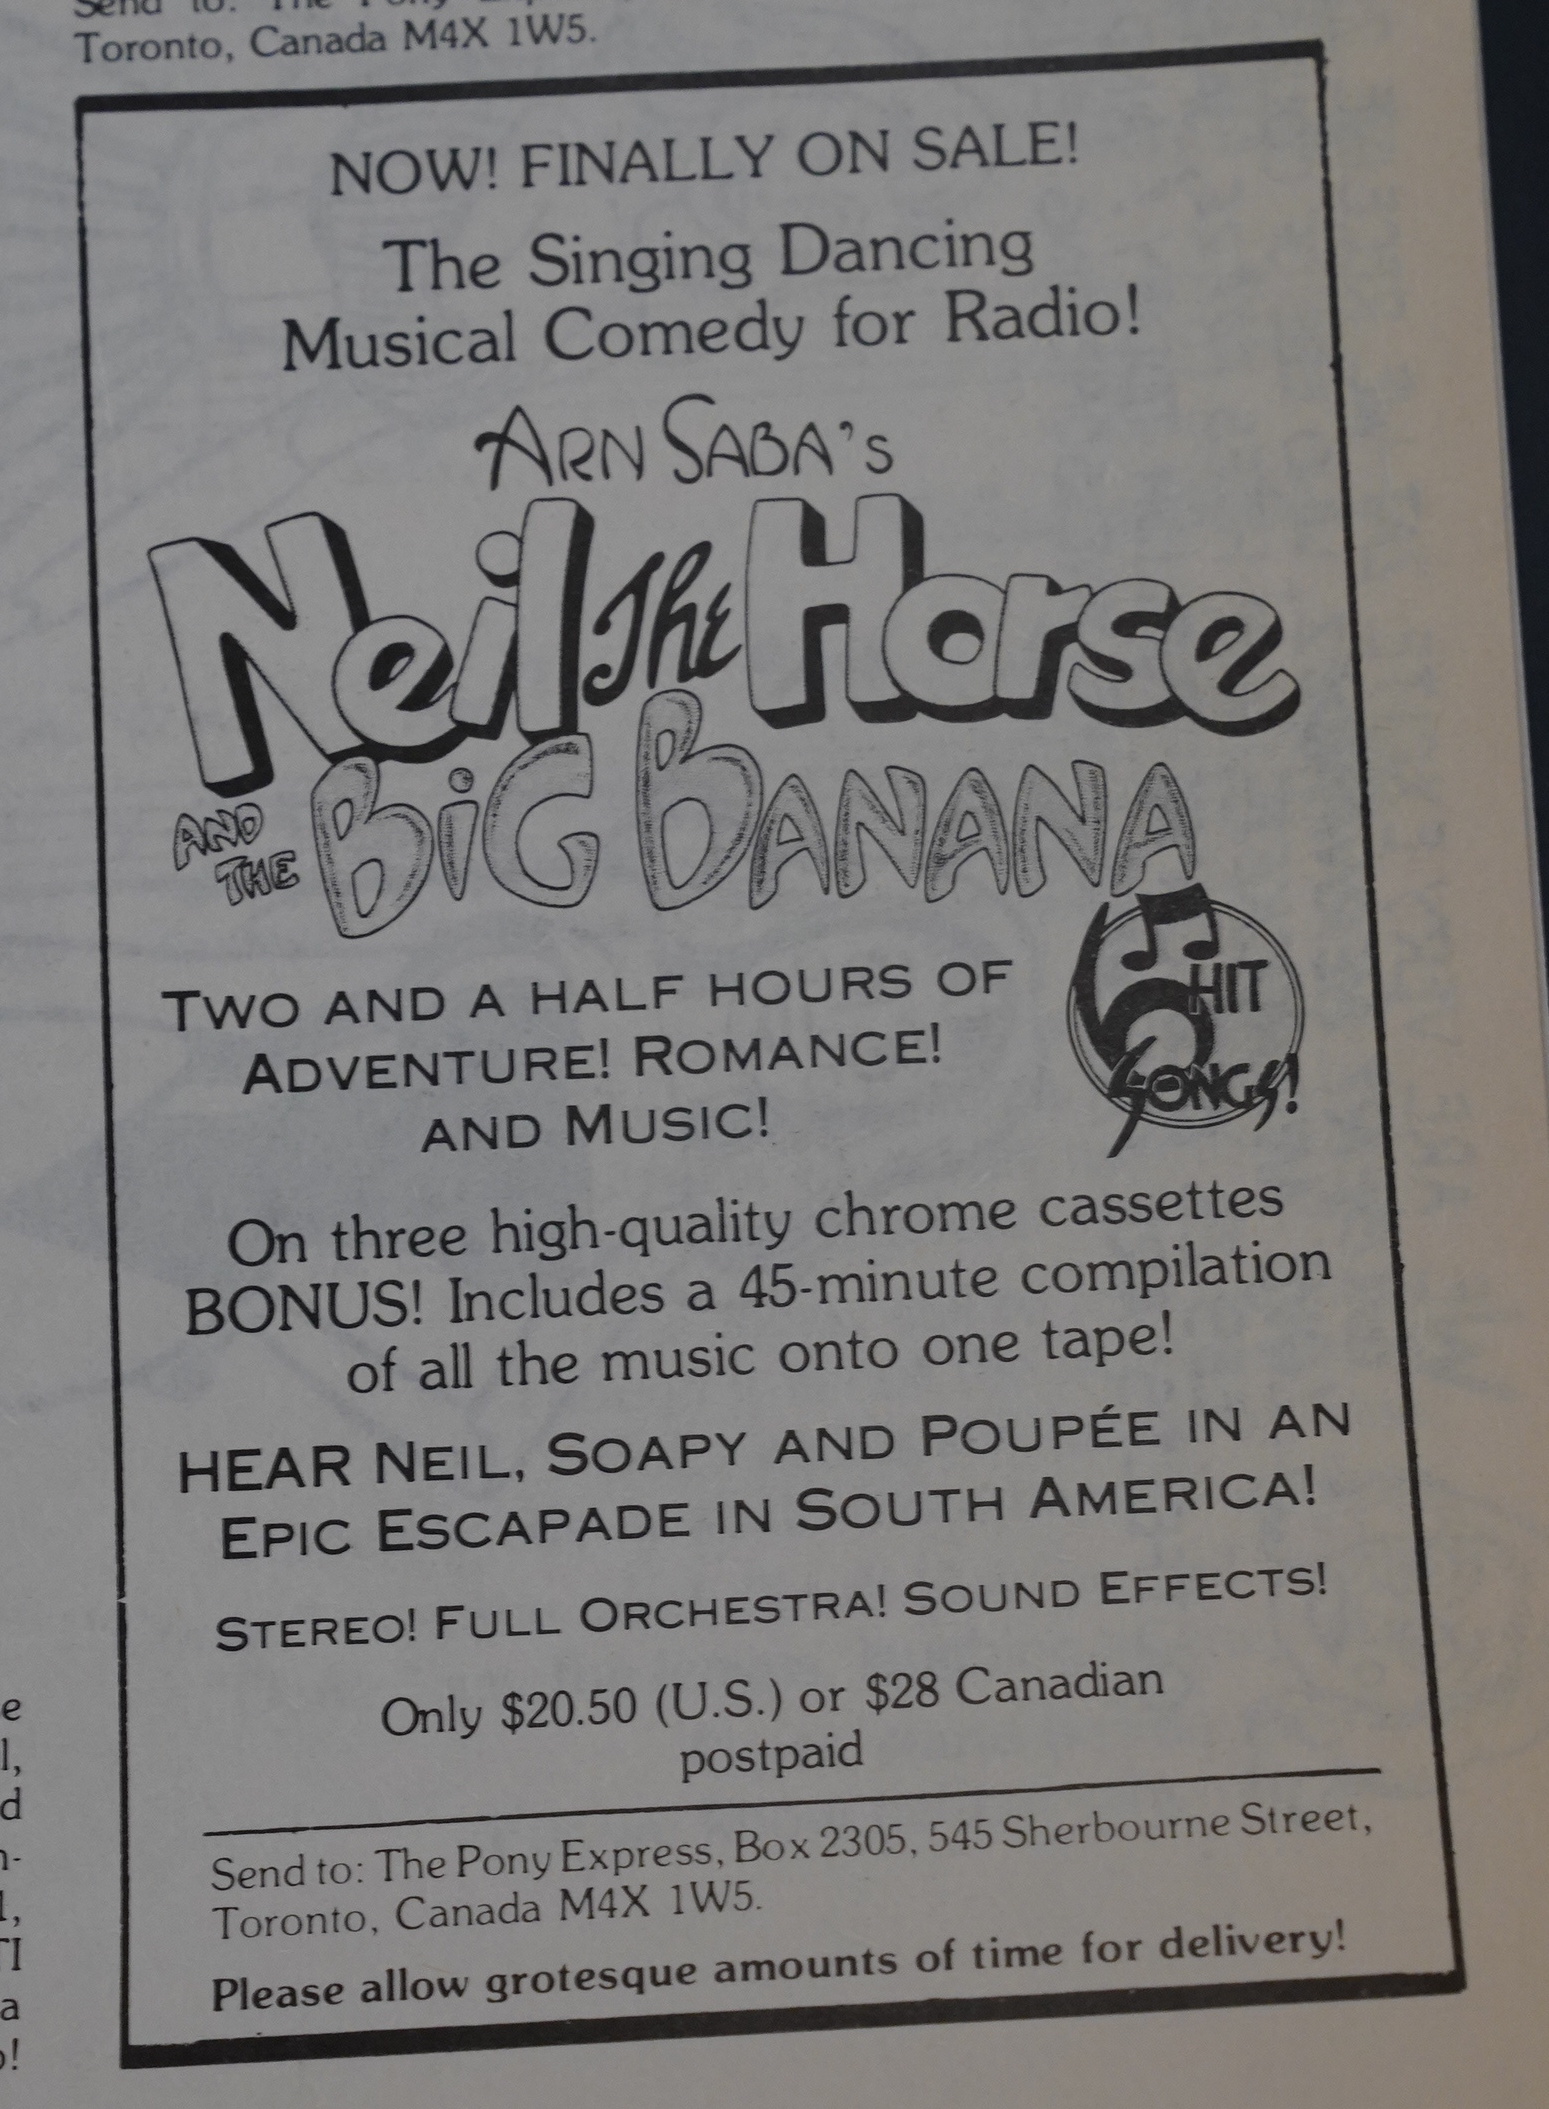 Send to: The Pony
Toronto, Canada M4X 1W5.
NOW! FINALLY ON SALE!
The Singing Dancing
Musical Comedy for Radio!
ARN SABA's
Neil The Horse
AND THE BiG BANANA
TWO AND A HALF HOURS OF
ADVENTURE! ROMANCE!
AND MUSIC!
6 HIT
SONGS!
On three high-quality chrome cassettes
BONUS! Includes a 45-minute compilation
of all the music onto one tape!
HEAR NEIL, SOAPY AND POUPÉE IN AN
EPIC ESCAPADE IN SOUTH AMERICA!
STEREO! FULL ORCHESTRA! SOUND EFFECTS!
Only $20.50 (U.S.) or $28 Canadian
postpaid
Send to: The Pony Express, Box 2305, 545 Sherbourne Street,
Toronto, Canada M4X 1W5.
Please allow grotesque amounts of time for delivery!